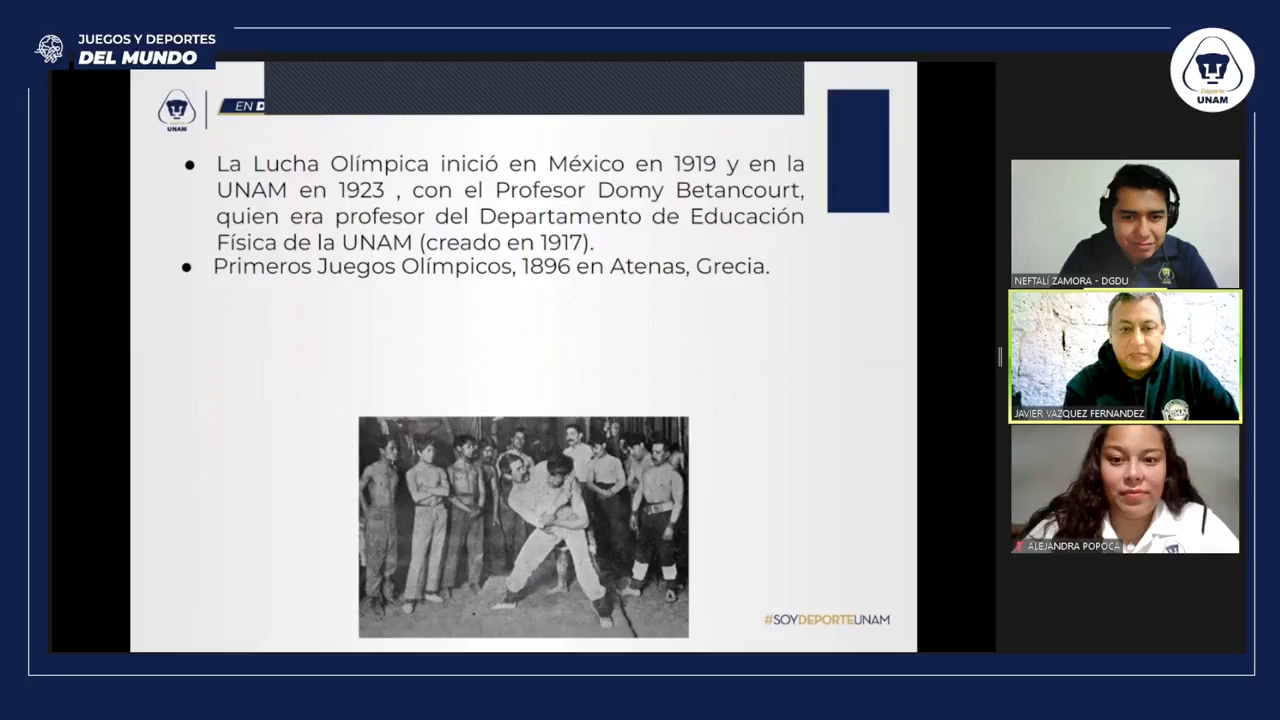 JUEGOS Y DEPORTES
DEL MUNDO
Deporte
UNAM
UNAM
EN D
● La Lucha Olímpica inició en México en 1919 y en la
UNAM en 1923 , con el Profesor Domy Betancourt,
quien era profesor del Departamento de Educación
Física de la UNAM (creado en 1917).
● Primeros Juegos Olímpicos, 1896 en Atenas, Grecia.
#SOYDEPORTEUNAM
NEFTALÍ ZAMORA - DGDU
JAVIER VAZQUEZ FERNANDEZ
ALEJANDRA POPOCA